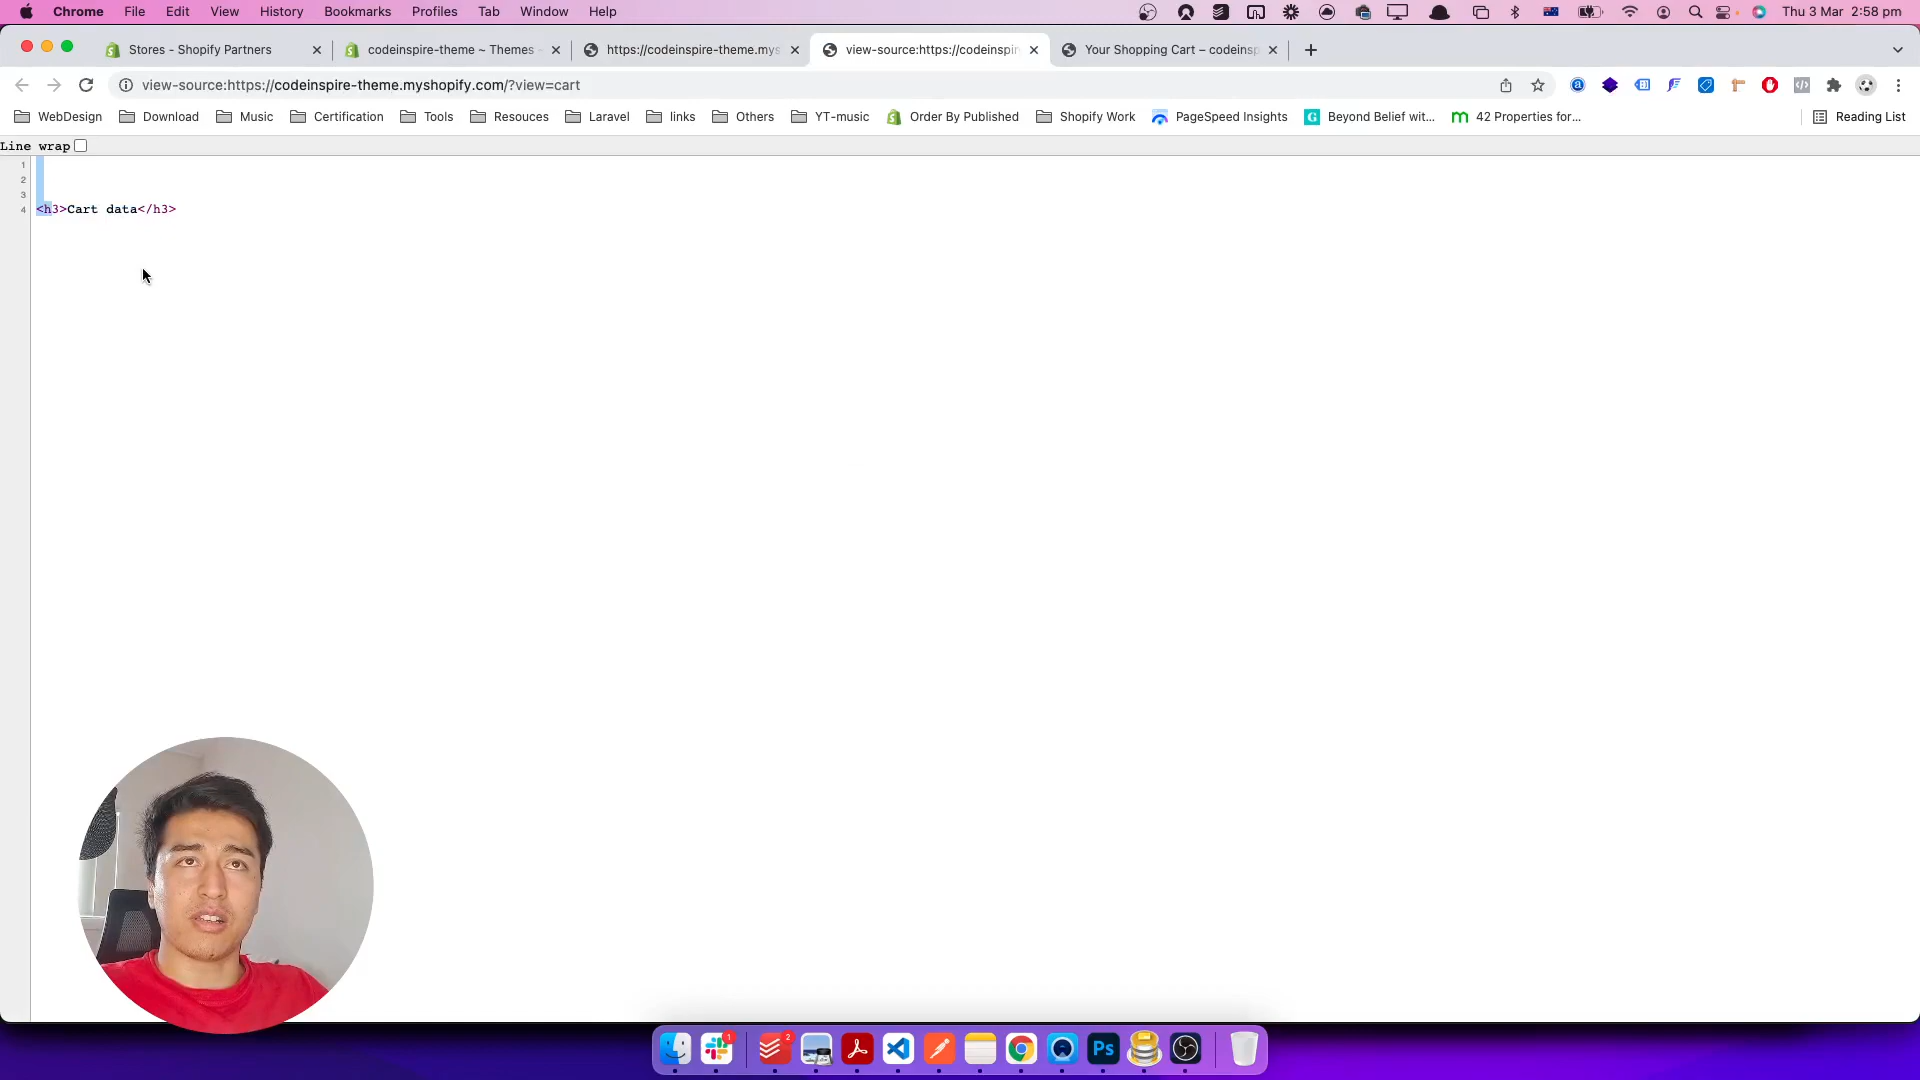 Chrome File Edit View History Bookmarks Profiles Tab Window Help Thu 3 Mar 2:58 pm
Stores - Shopify Partners codeinspire-theme ~ Themes - https://codeinspire-theme.mys view-source:https://codeinspir Your Shopping Cart – codeinsp
view-source:https://codeinspire-theme.myshopify.com/?view=cart
WebDesign Download Music Certification Tools Resouces Laravel links Others YT-music Order By Published Shopify Work PageSpeed Insights Beyond Belief wit... 42 Properties for... Reading List
Line wrap
1
2
3
4 <h3>Cart data</h3>
1 2 Ps